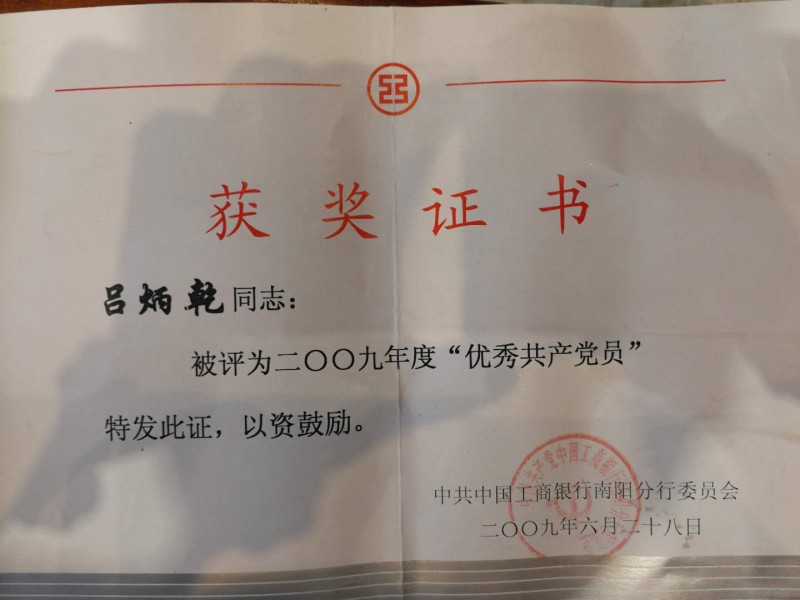 获奖证书
吕炳乾同志：
被评为二〇〇九年度“优秀共产党员”
特发此证，以资鼓励。
中共中国工商银行南阳分行委员会
二〇〇九年六月二十八日